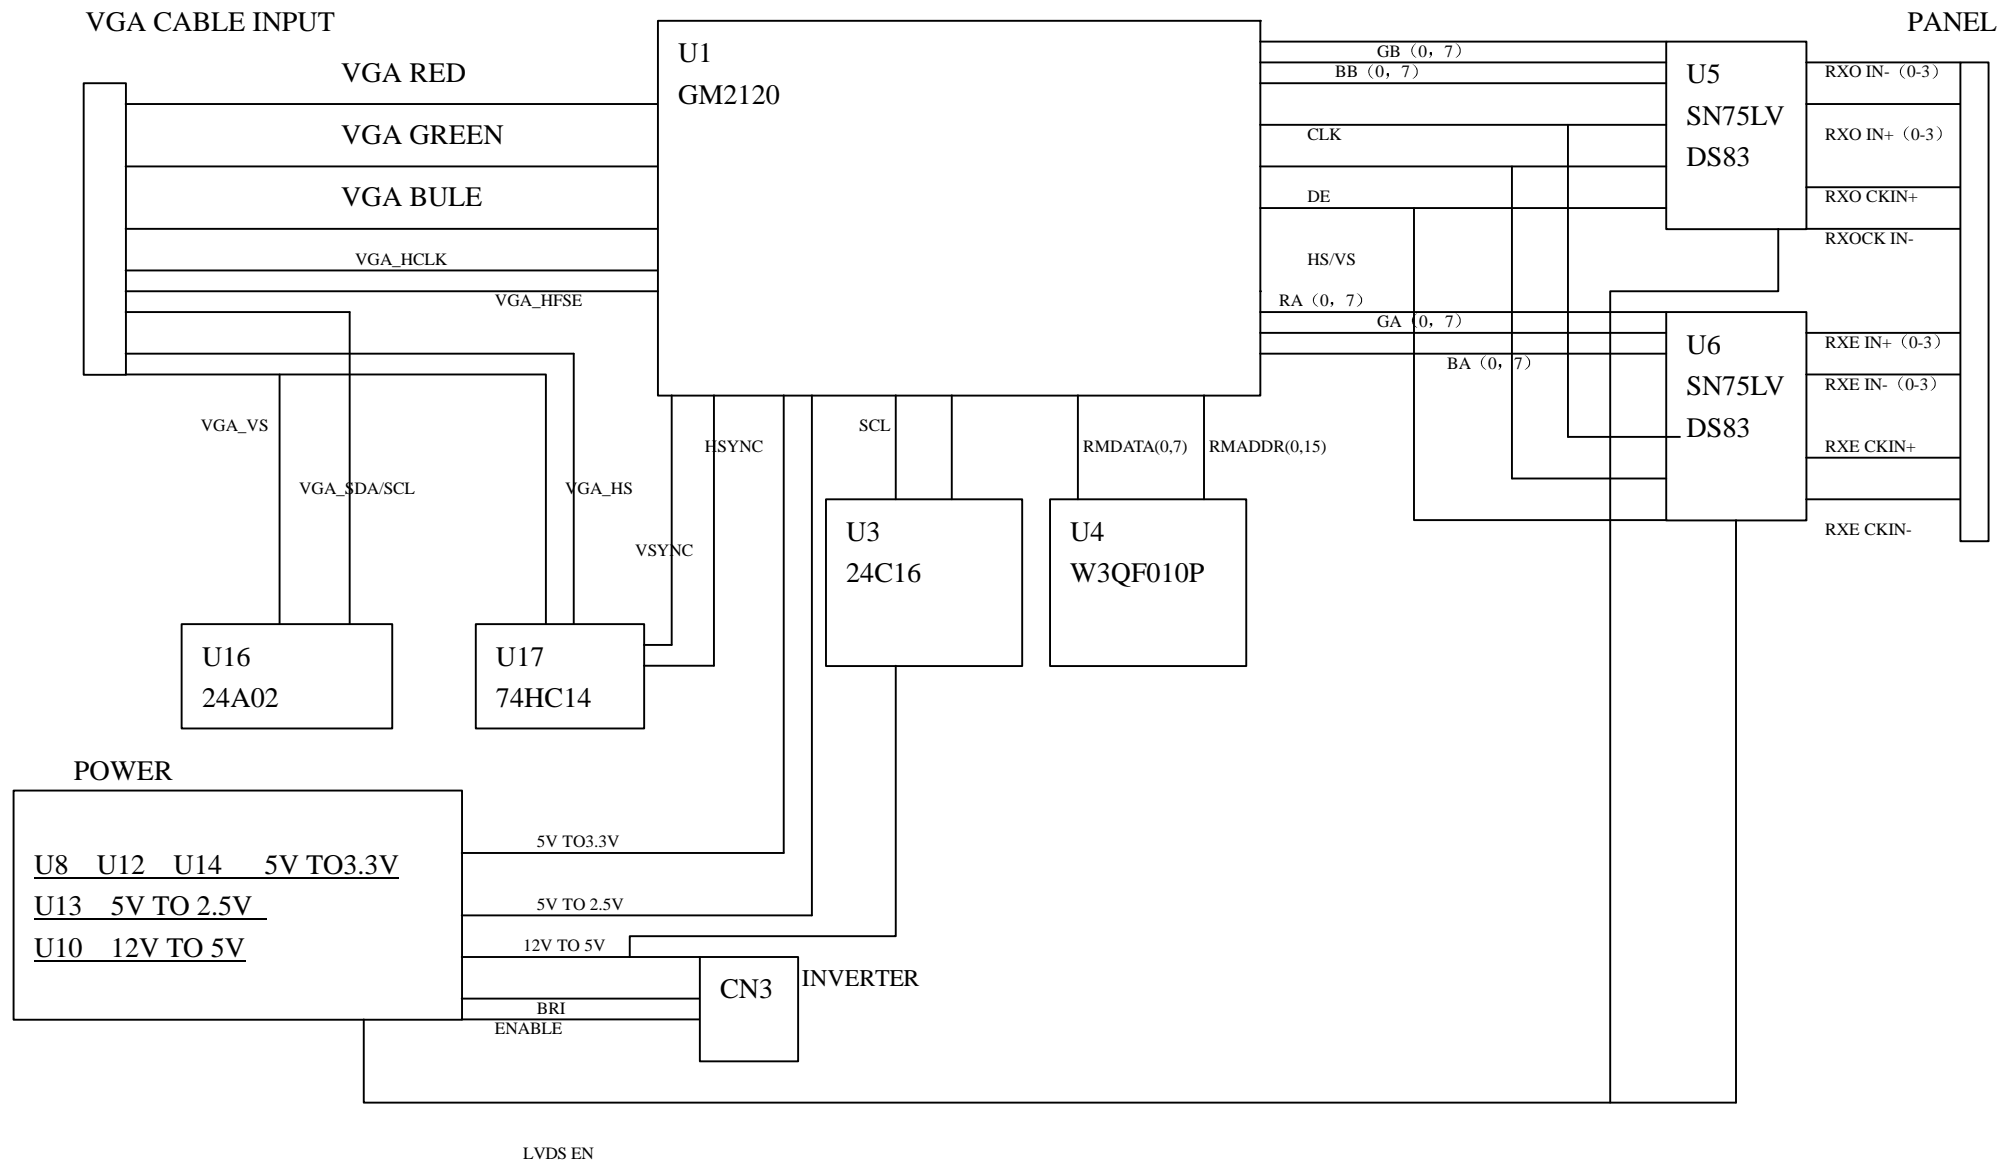 VGA CABLE INPUT
PANEL
VGA RED
VGA GREEN
VGA BULE
VGA_HCLK
VGA_HFSE
U1
GM2120
GB（0，7）
BB（0，7）
CLK
DE
HS/VS
RA（0，7）
GA（0，7）
BA（0，7）
U5
SN75LV
DS83
RXO IN-（0-3）
RXO IN+（0-3）
RXO CKIN+
RXOCK IN-
U6
SN75LV
DS83
RXE IN+（0-3）
RXE IN-（0-3）
RXE CKIN+
RXE CKIN-
VGA_VS
VGA_SDA/SCL
VGA_HS
VSYNC
HSYNC
SCL
RMDATA(0,7)
RMADDR(0,15)
U3
24C16
U4
W3QF010P
U16
24A02
U17
74HC14
POWER
U8 U12 U14 5V TO3.3V
U13 5V TO 2.5V
U10 12V TO 5V
5V TO3.3V
5V TO 2.5V
12V TO 5V
BRI
ENABLE
CN3
INVERTER
LVDS EN